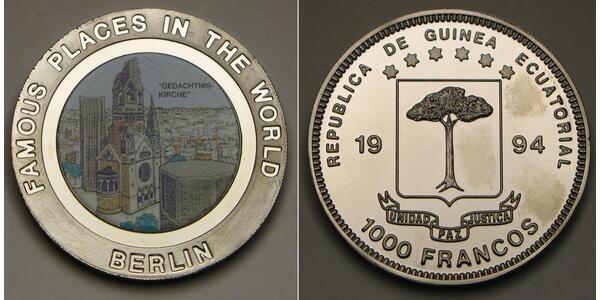 FAMOUS PLACES IN THE WORLD
"GEDACHTNIS-
KIRCHE"
BERLIN
REPUBLICA DE GUINEA ECUATORIAL
19 94
UNIDAD PAZ JUSTICIA
1000 FRANCOS